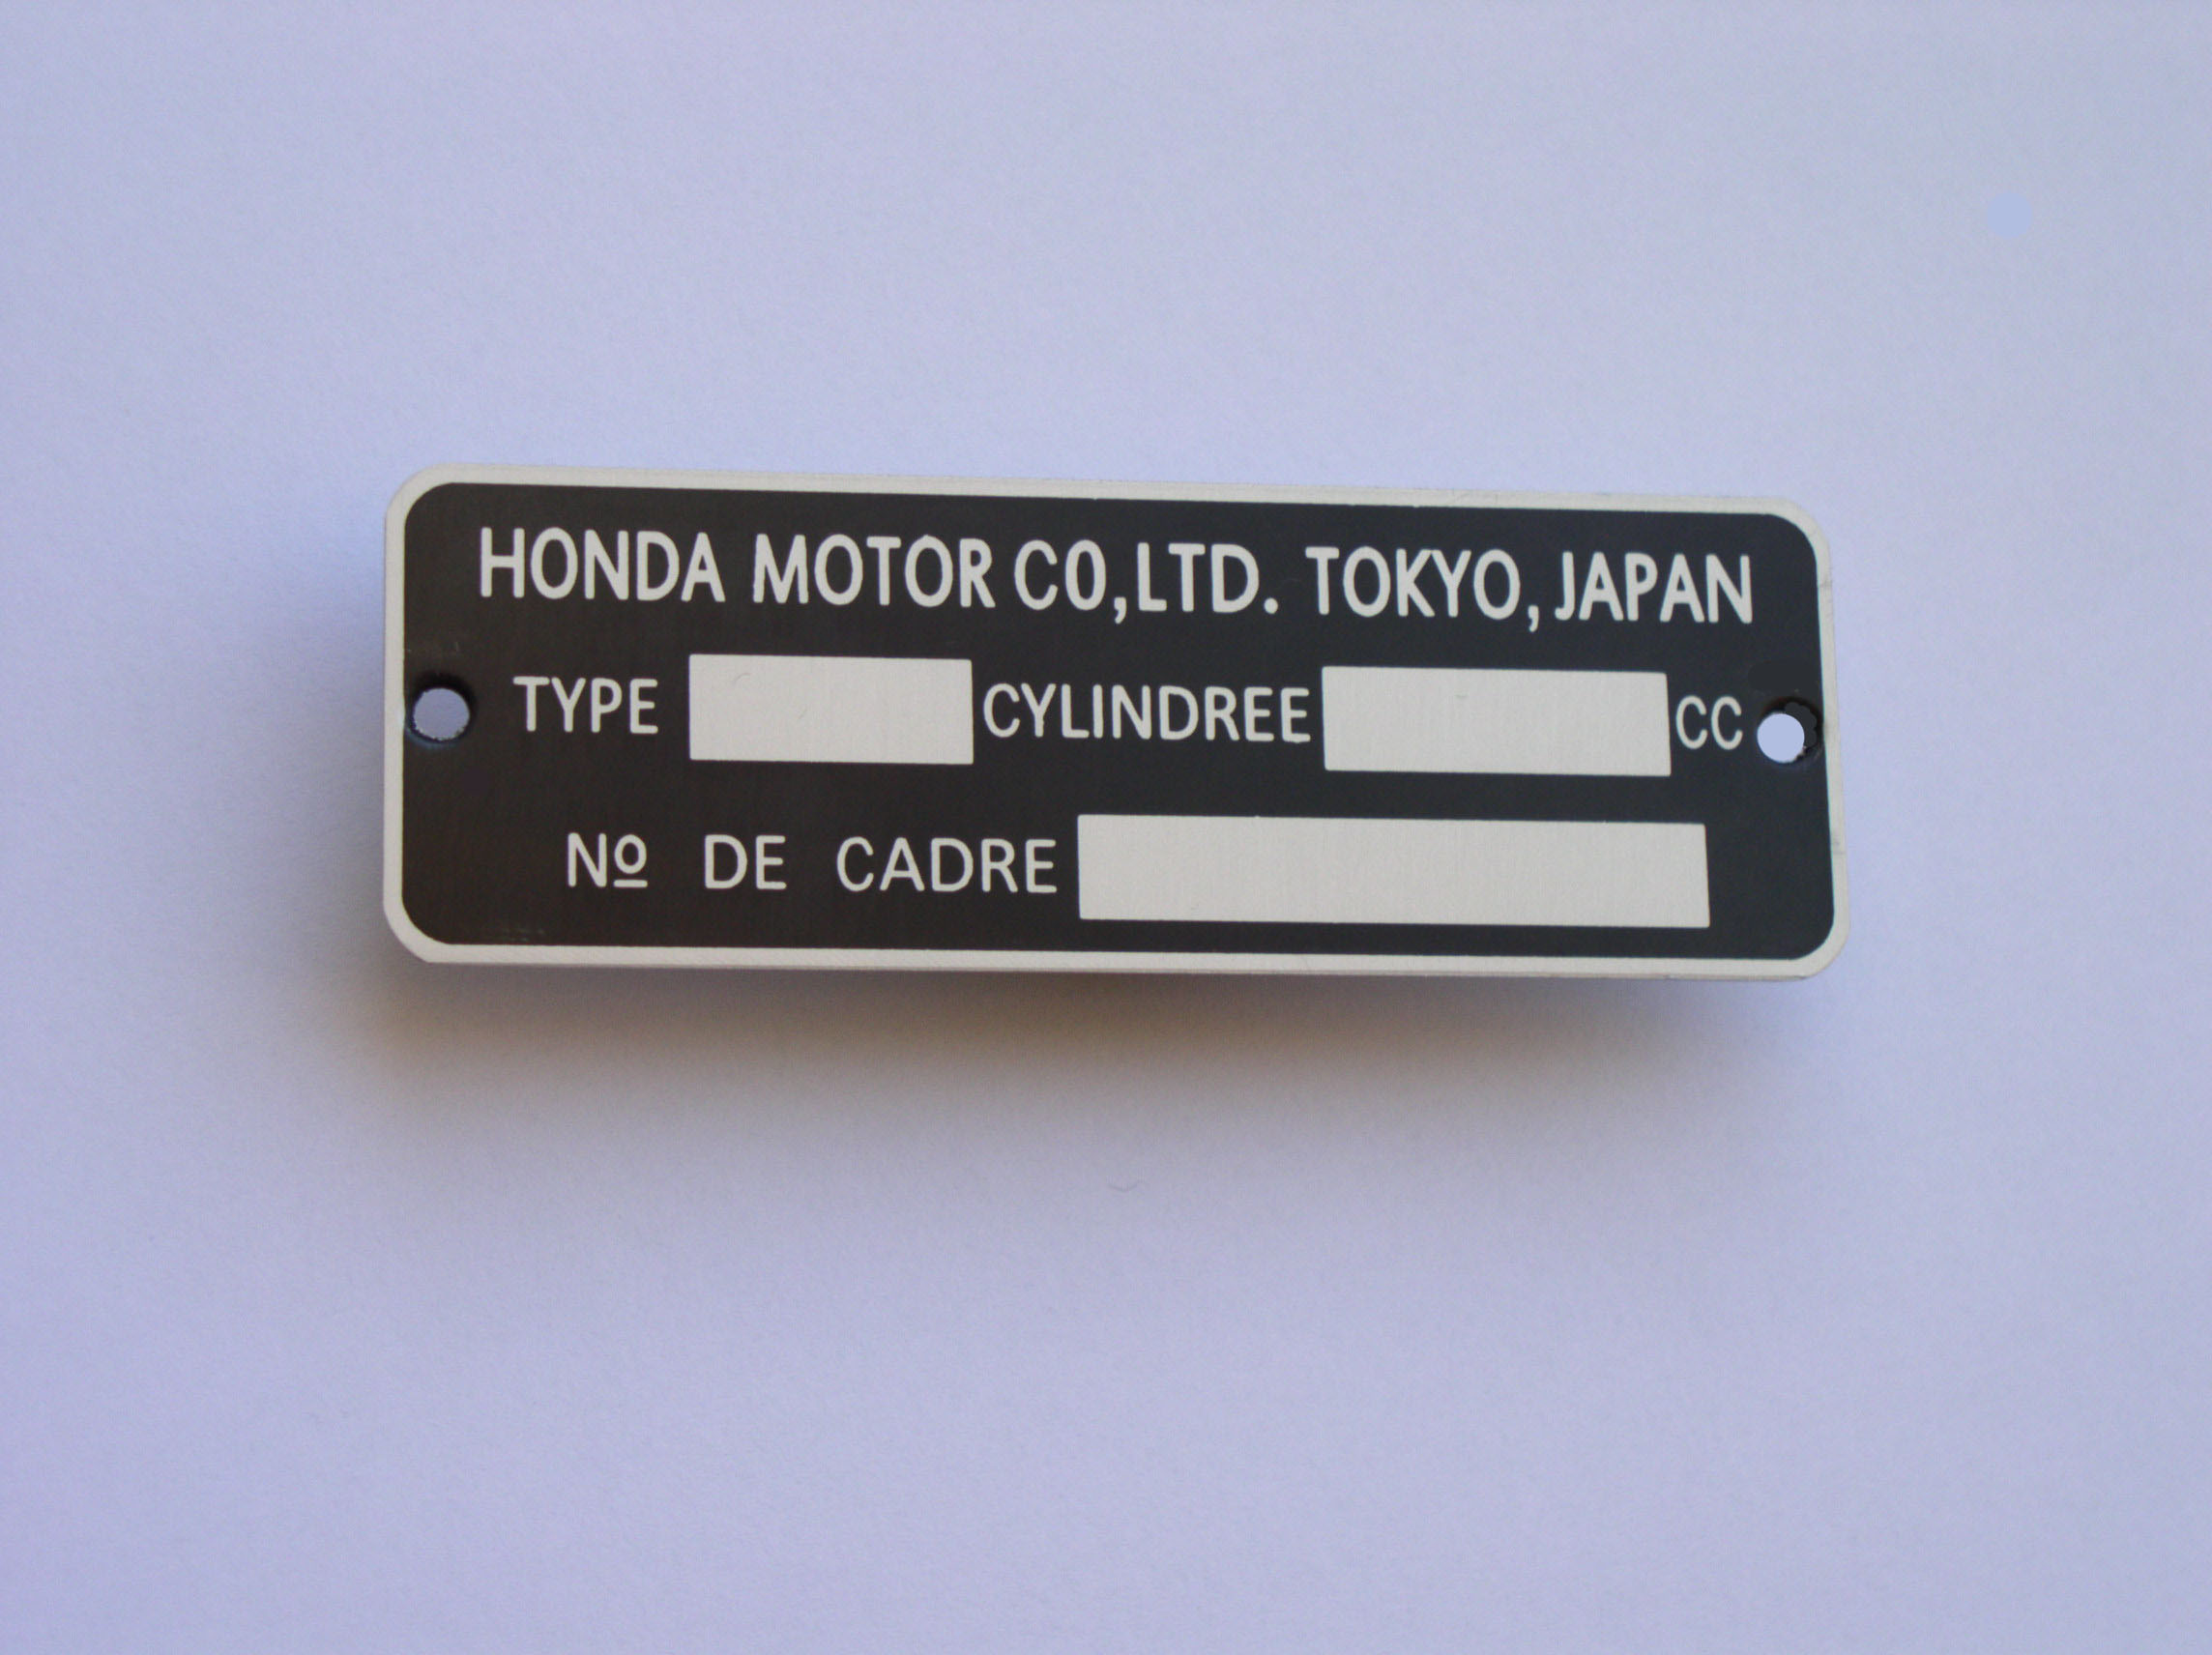 HONDA MOTOR CO,LTD. TOKYO, JAPAN
TYPE CYLINDREE CC
Nº DE CADRE